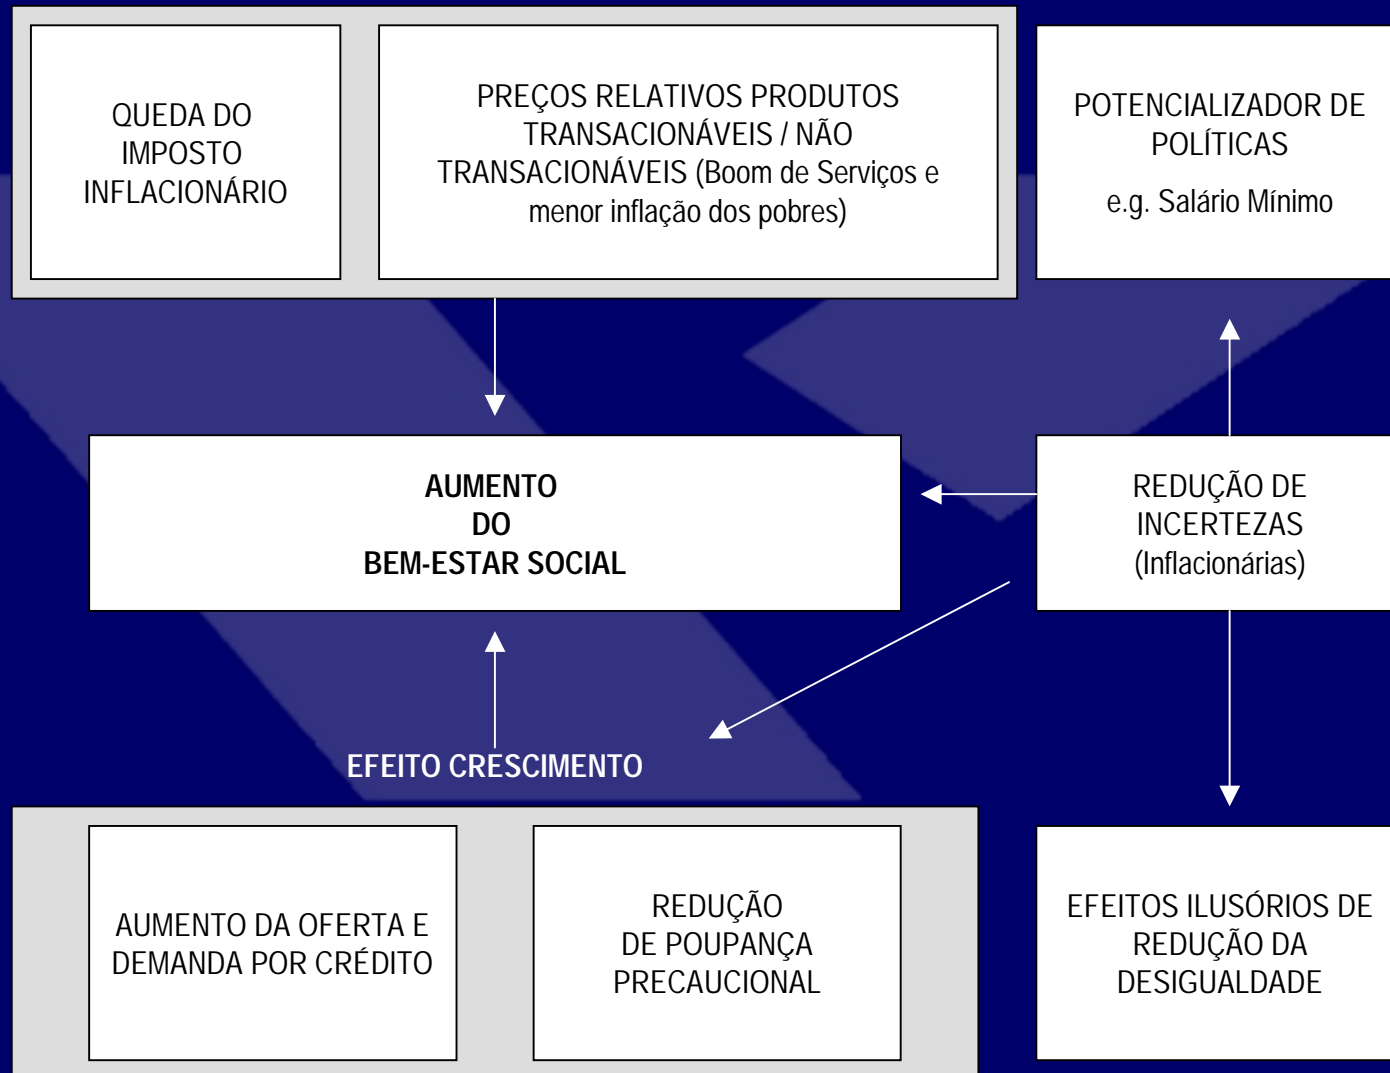 QUEDA DO
IMPOSTO
INFLACIONÁRIO
PREÇOS RELATIVOS PRODUTOS
TRANSACIONÁVEIS / NÃO
TRANSACIONÁVEIS (Boom de Serviços e
menor inflação dos pobres)
POTENCIALIZADOR DE
POLÍTICAS
e.g. Salário Mínimo
AUMENTO
DO
BEM-ESTAR SOCIAL
REDUÇÃO DE
INCERTEZAS
(Inflacionárias)
EFEITO CRESCIMENTO
AUMENTO DA OFERTA E
DEMANDA POR CRÉDITO
REDUÇÃO
DE POUPANÇA
PRECAUCIONAL
EFEITOS ILUSÓRIOS DE
REDUÇÃO DA
DESIGUALDADE